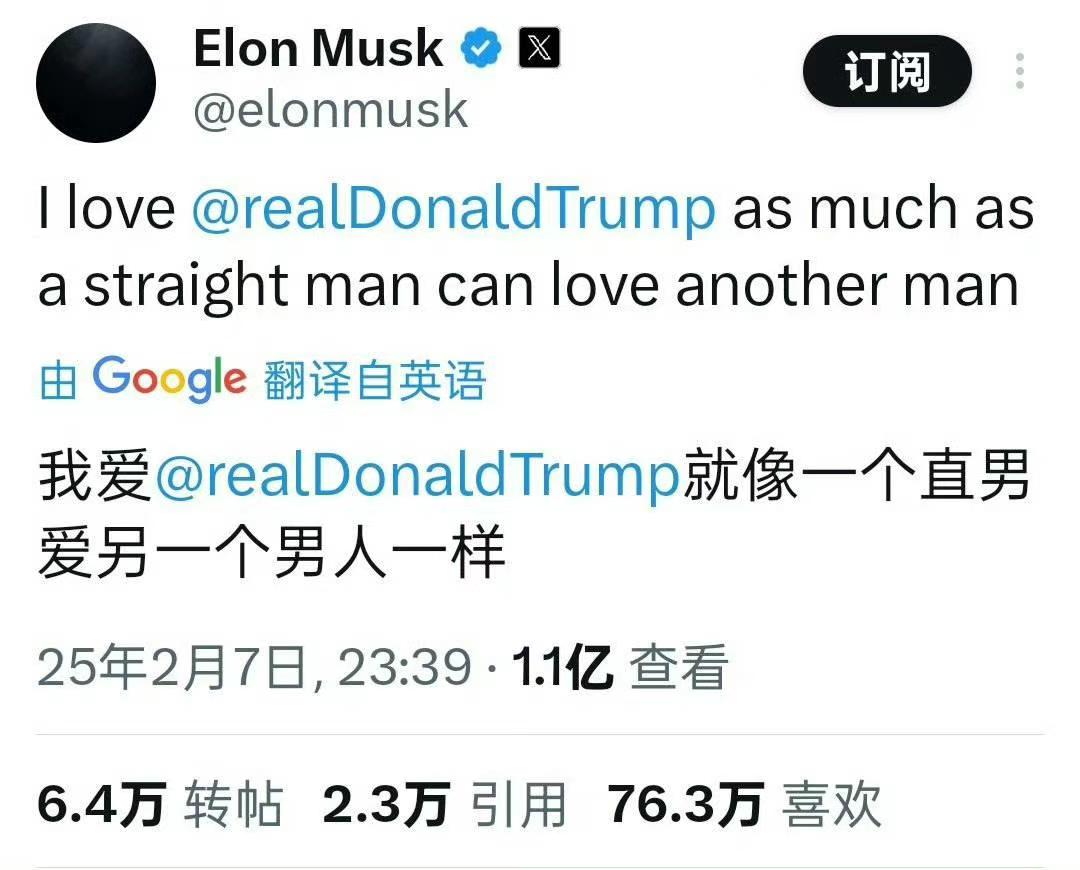 Elon Musk
订阅
@elonmusk
I love @realDonaldTrump as much as
a straight man can love another man
由 Google 翻译自英语
我爱@realDonaldTrump就像一个直男
爱另一个男人一样
25年2月7日, 23:39 · 1.1亿 查看
6.4万 转帖 2.3万 引用 76.3万 喜欢